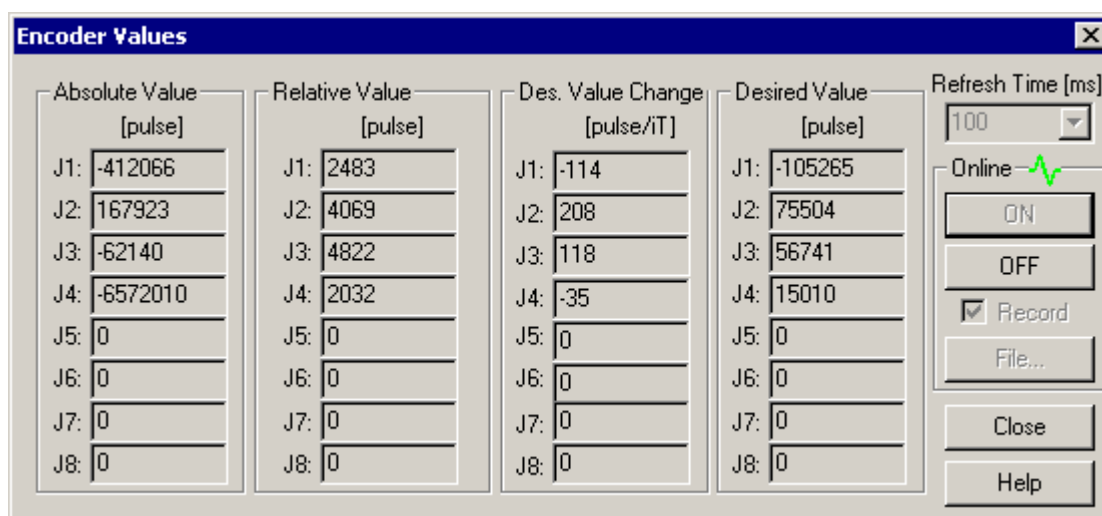 Encoder Values
Absolute Value
[pulse]
J1: -412066
J2: 167923
J3: -62140
J4: -6572010
J5: 0
J6: 0
J7: 0
J8: 0
Relative Value
[pulse]
J1: 2483
J2: 4069
J3: 4822
J4: 2032
J5: 0
J6: 0
J7: 0
J8: 0
Des. Value Change
[pulse/iT]
J1: -114
J2: 208
J3: 118
J4: -35
J5: 0
J6: 0
J7: 0
J8: 0
Desired Value
[pulse]
J1: -105265
J2: 75504
J3: 56741
J4: 15010
J5: 0
J6: 0
J7: 0
J8: 0
Refresh Time [ms]
100
Online
ON
OFF
Record
File...
Close
Help